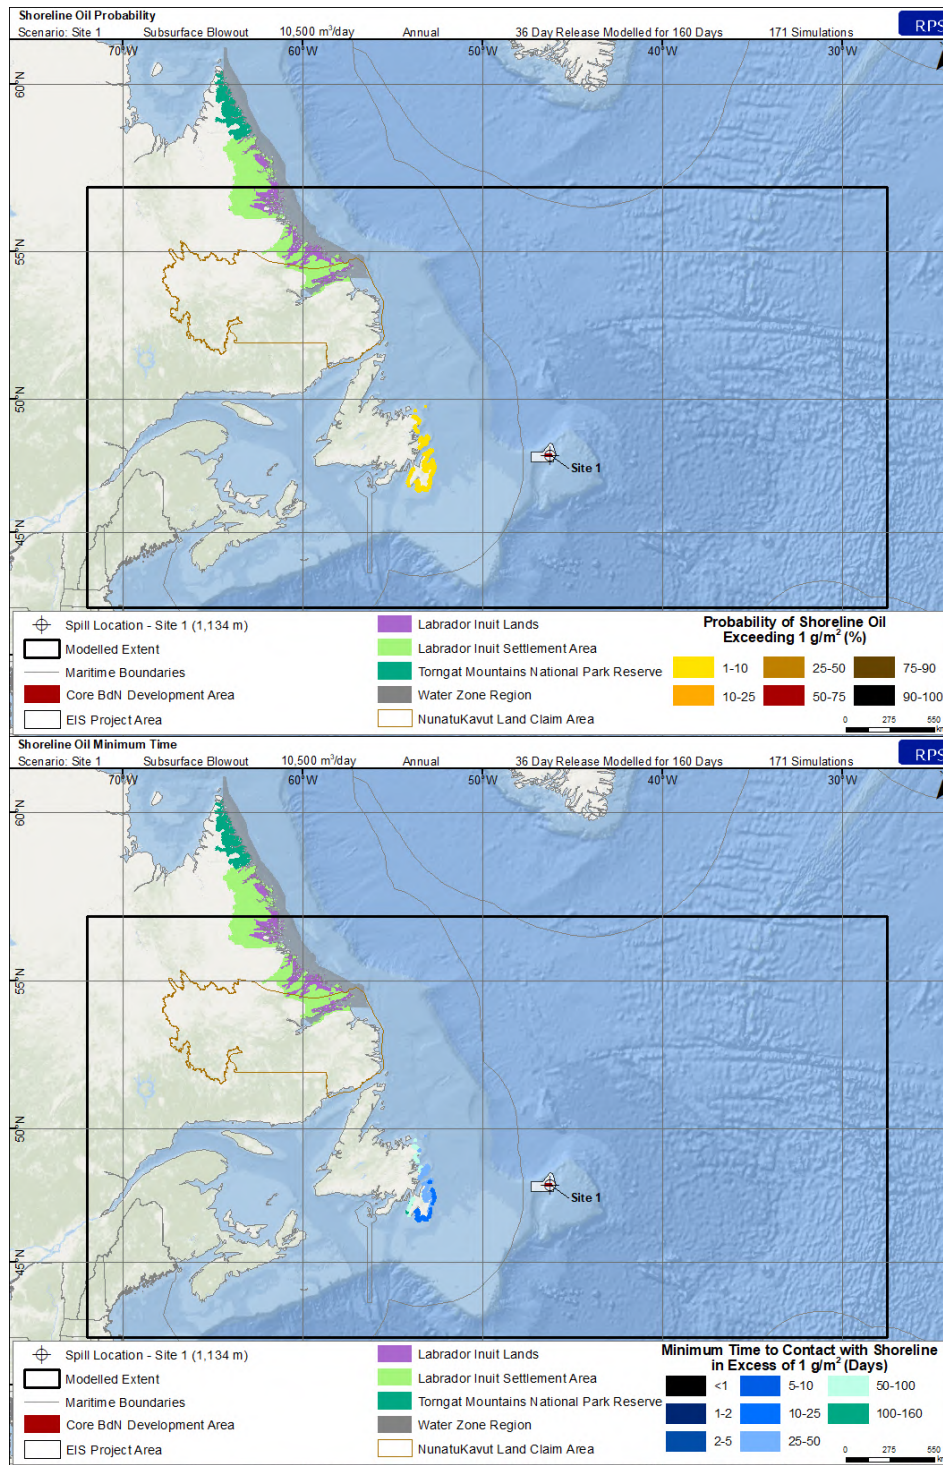 Shoreline Oil Probability
Scenario: Site 1 Subsurface Blowout 10,500 m³/day Annual 36 Day Release Modelled for 160 Days 171 Simulations
RPS
70°W 60°W 50°W 40°W 30°W
60°N
55°N
50°N
45°N
Site 1
Spill Location - Site 1 (1,134 m)
Modelled Extent
Maritime Boundaries
Core BdN Development Area
EIS Project Area
Labrador Inuit Lands
Labrador Inuit Settlement Area
Torngat Mountains National Park Reserve
Water Zone Region
NunatuKavut Land Claim Area
Probability of Shoreline Oil
Exceeding 1 g/m² (%)
1-10 25-50 75-90
10-25 50-75 90-100
0 275 550
km
Shoreline Oil Minimum Time
Scenario: Site 1 Subsurface Blowout 10,500 m³/day Annual 36 Day Release Modelled for 160 Days 171 Simulations
RPS
70°W 60°W 50°W 40°W 30°W
60°N
55°N
50°N
45°N
Site 1
Spill Location - Site 1 (1,134 m)
Modelled Extent
Maritime Boundaries
Core BdN Development Area
EIS Project Area
Labrador Inuit Lands
Labrador Inuit Settlement Area
Torngat Mountains National Park Reserve
Water Zone Region
NunatuKavut Land Claim Area
Minimum Time to Contact with Shoreline
in Excess of 1 g/m² (Days)
<1 5-10 50-100
1-2 10-25 100-160
2-5 25-50
0 275 550
km